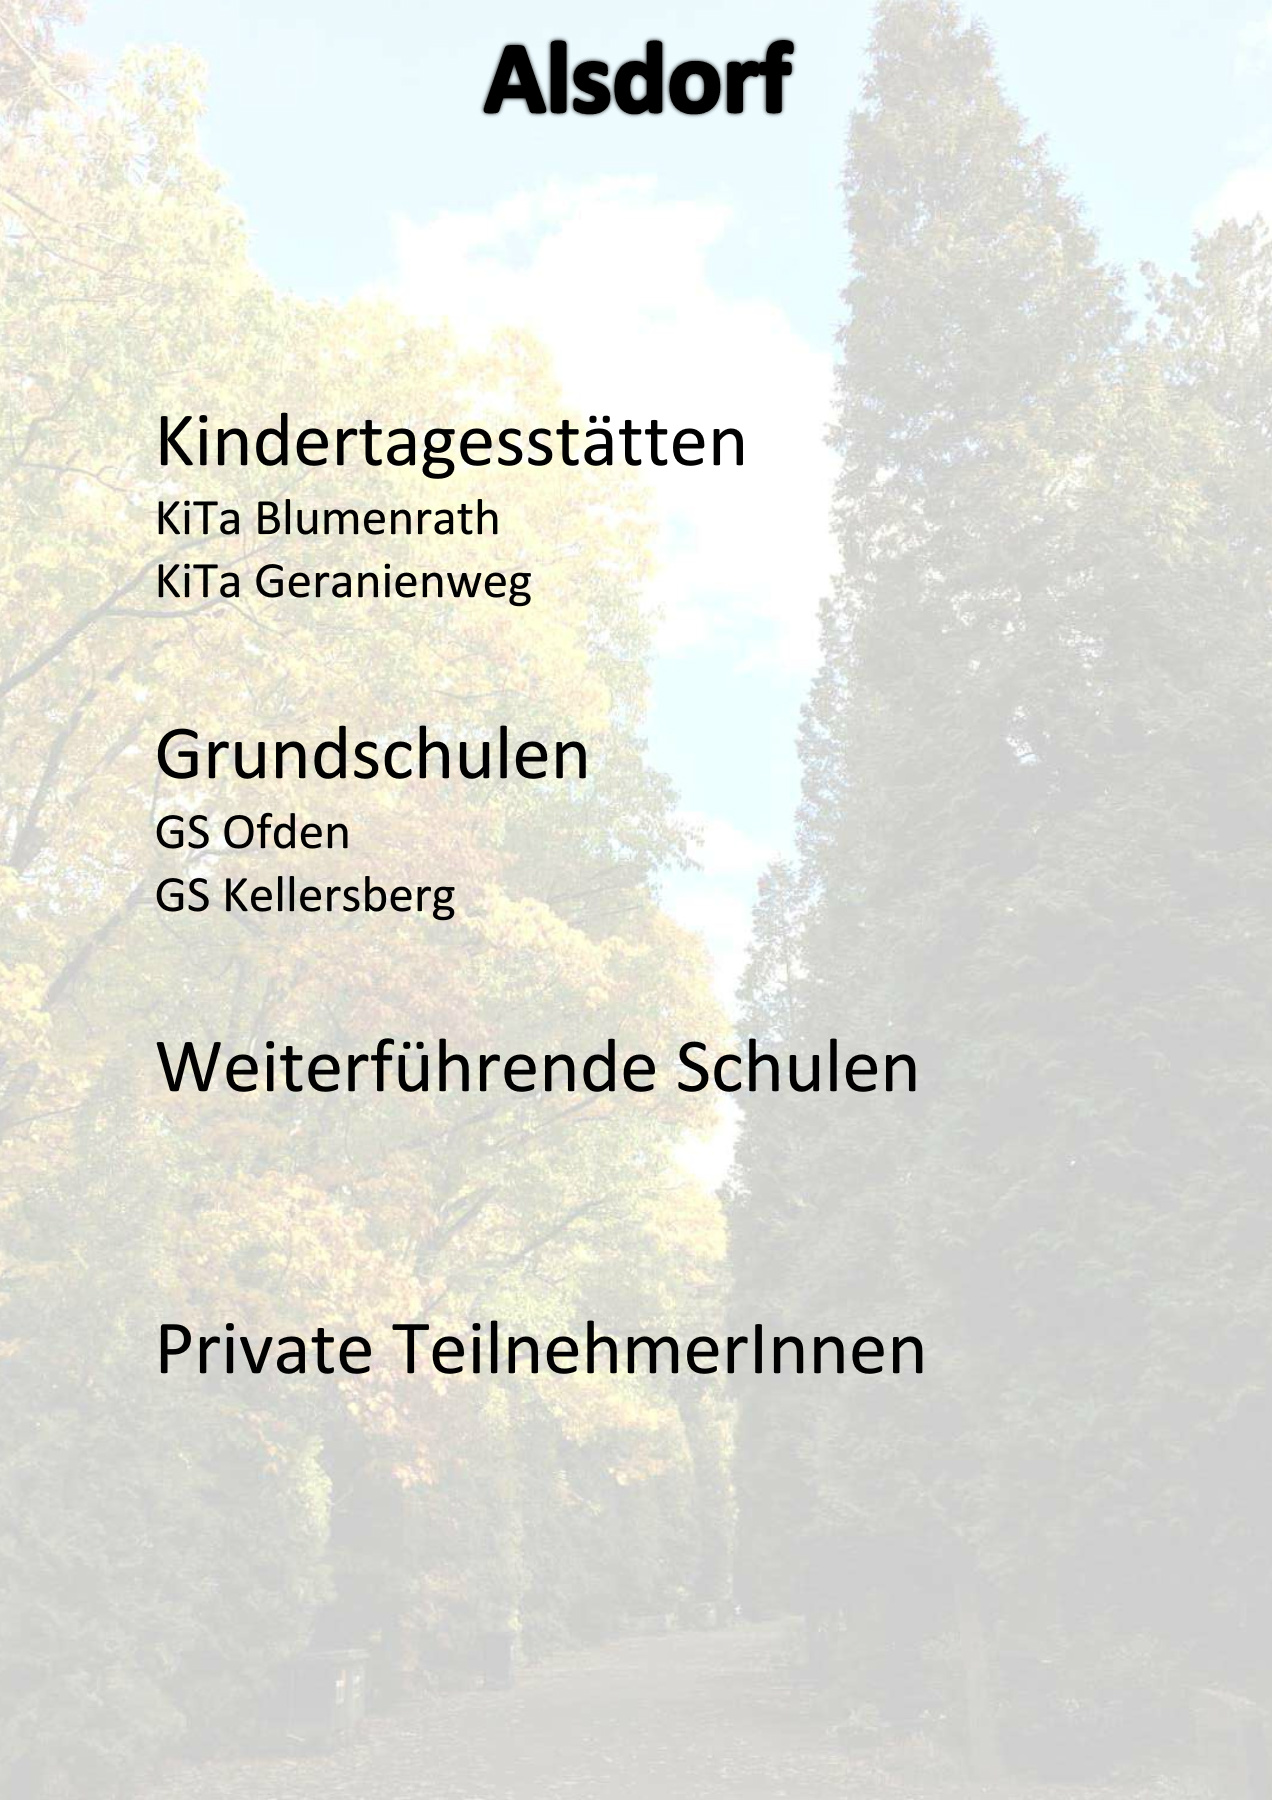 Alsdorf
Kindertagesstätten
KiTa Blumenrath
KiTa Geranienweg
Grundschulen
GS Ofden
GS Kellersberg
Weiterführende Schulen
Private TeilnehmerInnen